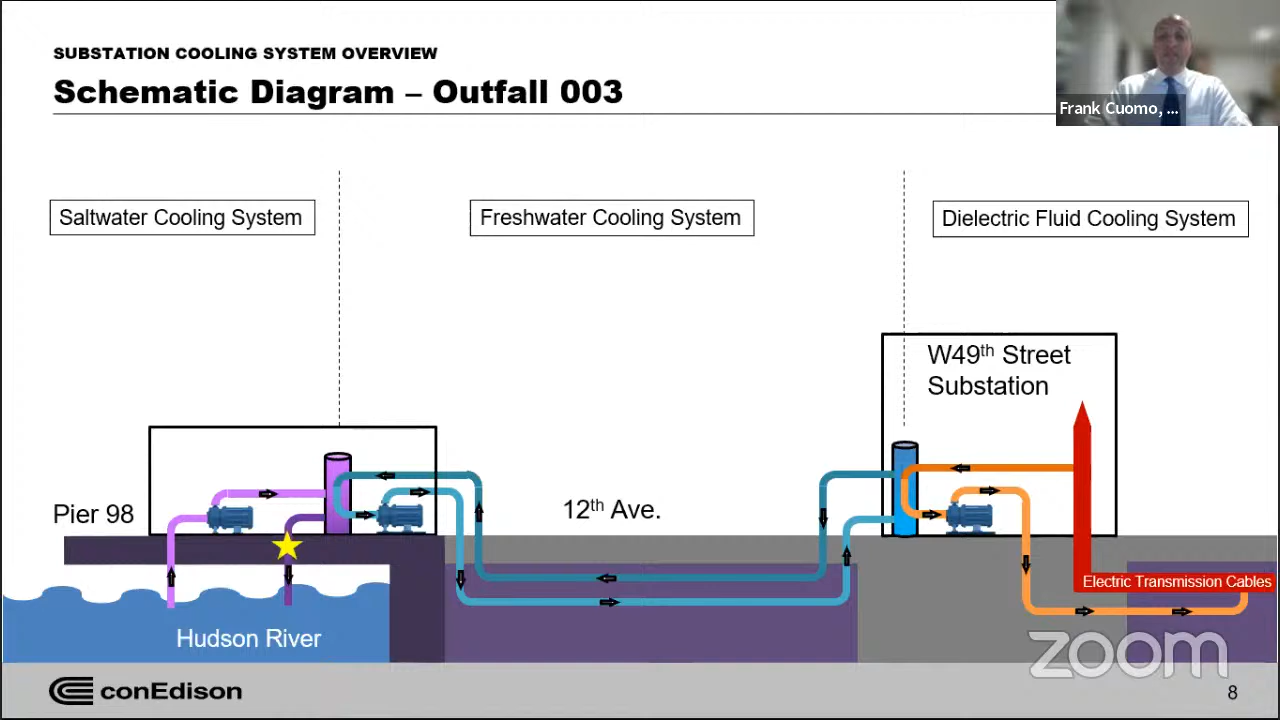 SUBSTATION COOLING SYSTEM OVERVIEW
Schematic Diagram – Outfall 003
Frank Cuomo, ...
Saltwater Cooling System
Freshwater Cooling System
Dielectric Fluid Cooling System
W49th Street
Substation
Pier 98
12th Ave.
Electric Transmission Cables
Hudson River
zoom
conEdison
8